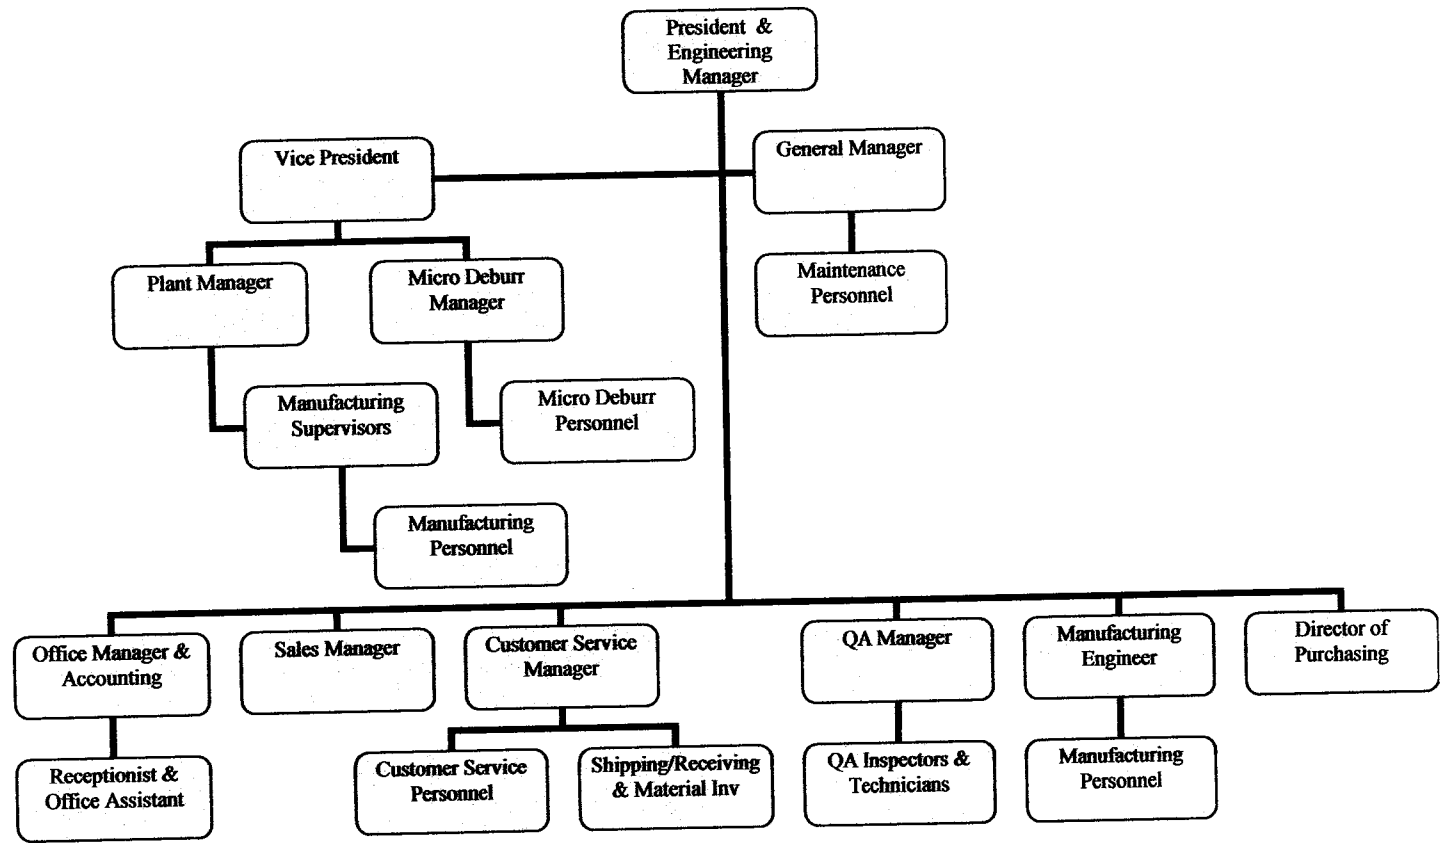 President &
Engineering
Manager
Vice President
General Manager
Plant Manager
Micro Deburr
Manager
Maintenance
Personnel
Manufacturing
Supervisors
Micro Deburr
Personnel
Manufacturing
Personnel
Office Manager &
Accounting
Sales Manager
Customer Service
Manager
QA Manager
Manufacturing
Engineer
Director of
Purchasing
Receptionist &
Office Assistant
Customer Service
Personnel
Shipping/Receiving
& Material Inv
QA Inspectors &
Technicians
Manufacturing
Personnel